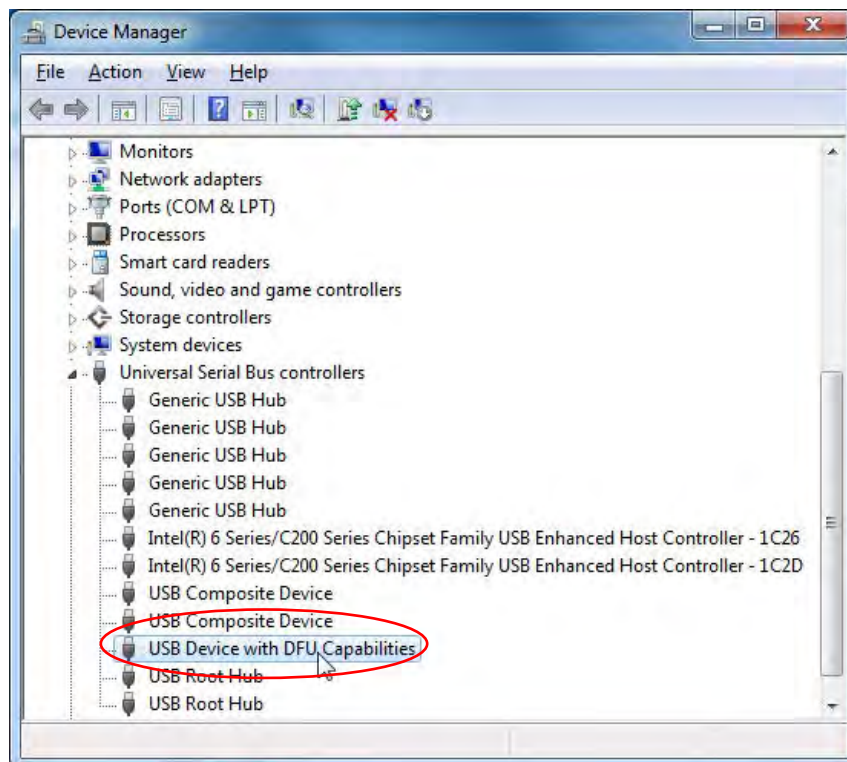 Device Manager
File Action View Help
Monitors
Network adapters
Ports (COM & LPT)
Processors
Smart card readers
Sound, video and game controllers
Storage controllers
System devices
Universal Serial Bus controllers
Generic USB Hub
Generic USB Hub
Generic USB Hub
Generic USB Hub
Generic USB Hub
Intel(R) 6 Series/C200 Series Chipset Family USB Enhanced Host Controller - 1C26
Intel(R) 6 Series/C200 Series Chipset Family USB Enhanced Host Controller - 1C2D
USB Composite Device
USB Composite Device
USB Device with DFU Capabilities
USB Root Hub
USB Root Hub